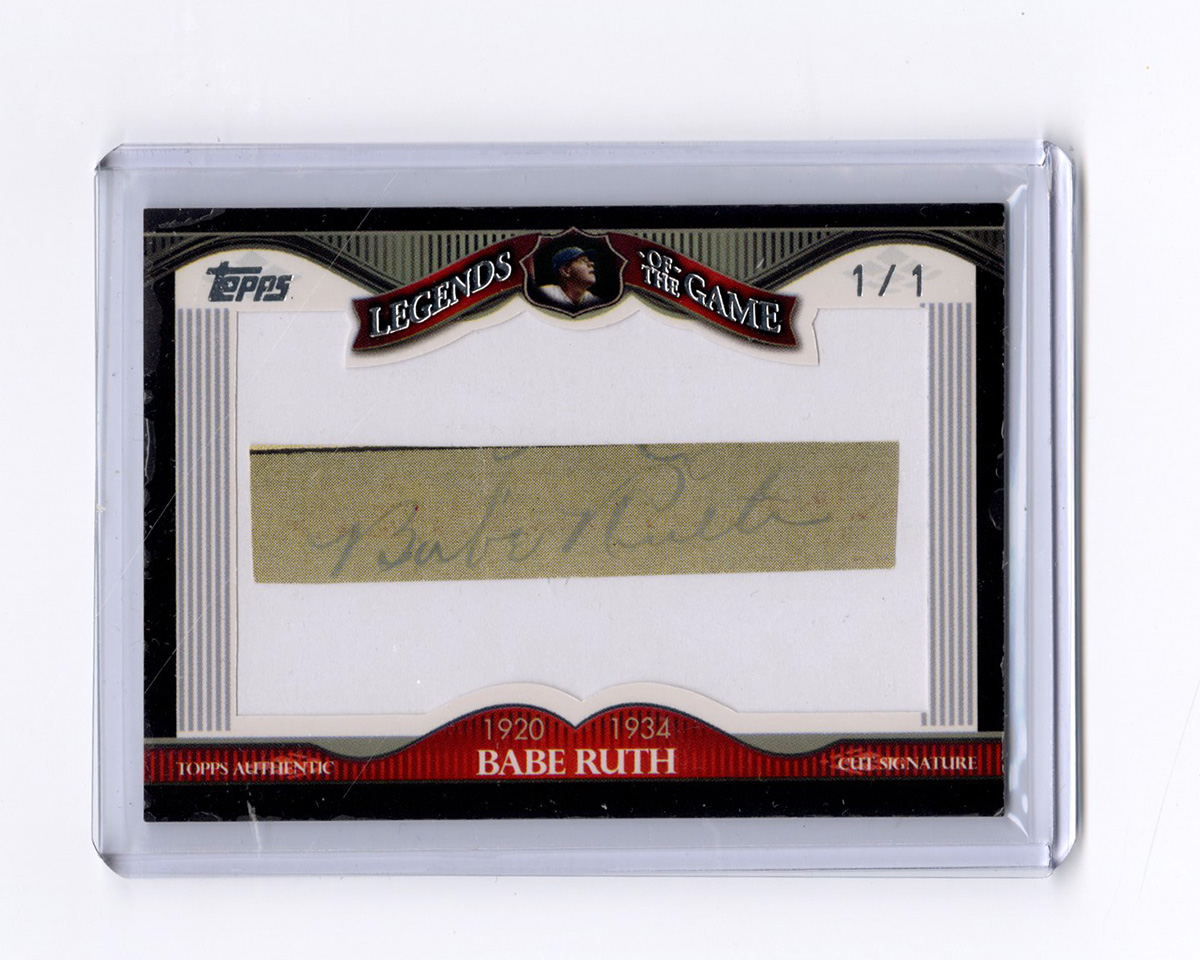 Topps
1/1
LEGENDS OF THE GAME
Babe Ruth
1920 1934
BABE RUTH
TOPPS AUTHENTIC
CUT SIGNATURE